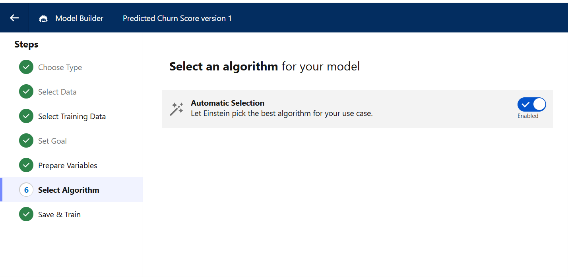 Model Builder Predicted Churn Score version 1
Steps
Choose Type
Select Data
Select Training Data
Set Goal
Prepare Variables
6 Select Algorithm
Save & Train
Select an algorithm for your model
Automatic Selection
Let Einstein pick the best algorithm for your use case.
Enabled